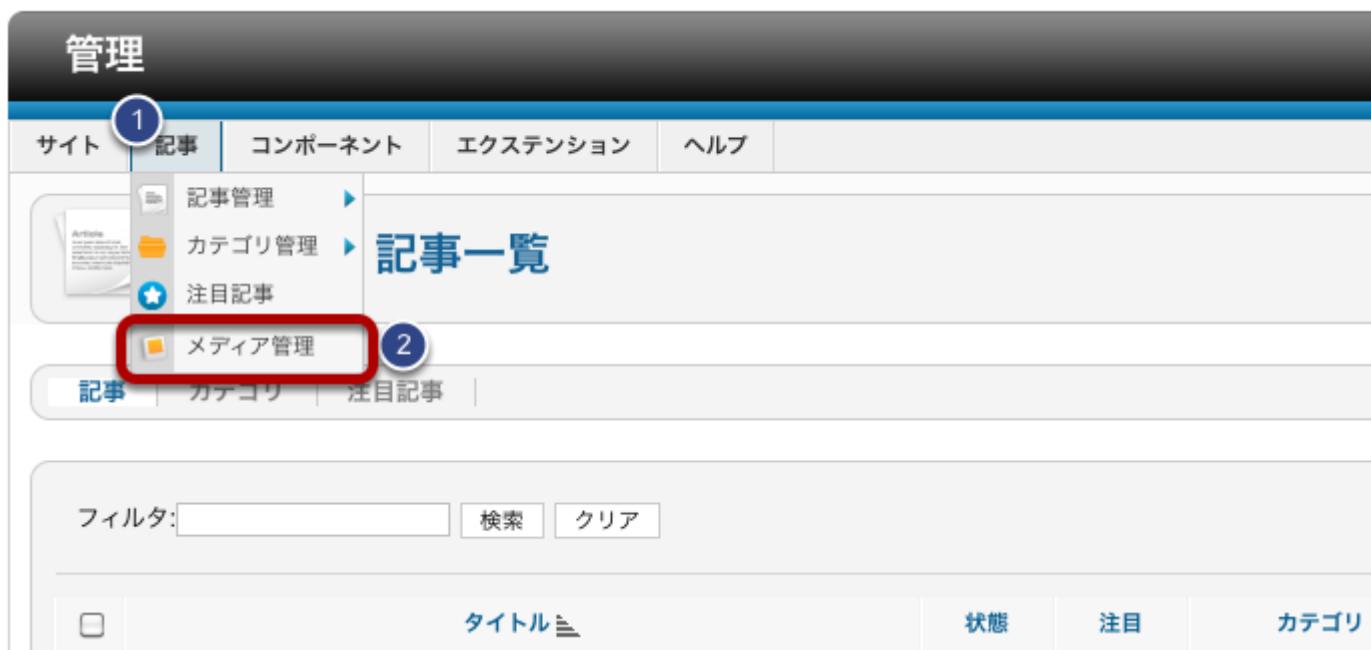 管理
1
サイト 記事 コンポーネント エクステンション ヘルプ
記事管理
カテゴリ管理
記事一覧
注目記事
メディア管理 2
記事 カテゴリ 注目記事
フィルタ: 検索 クリア
タイトル 状態 注目 カテゴリ